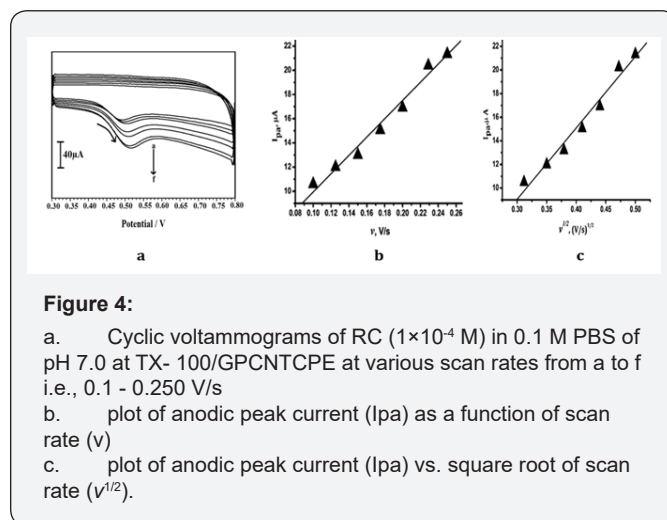 40µA
a
f
0.30 0.35 0.40 0.45 0.50 0.55 0.60 0.65 0.70 0.75 0.80
Potential / V
a
22
20
18
16
14
12
10
Ipa, µA
0.08 0.10 0.12 0.14 0.16 0.18 0.20 0.22 0.24 0.26
v, V/s
b
22
20
18
16
14
12
10
Ipa, µA
0.30 0.35 0.40 0.45 0.50
v1/2, (V/s)1/2
c
Figure 4:
a. Cyclic voltammograms of RC (1×10-4 M) in 0.1 M PBS of
pH 7.0 at TX- 100/GPCNTCPE at various scan rates from a to f
i.e., 0.1 - 0.250 V/s
b. plot of anodic peak current (Ipa) as a function of scan
rate (v)
c. plot of anodic peak current (Ipa) vs. square root of scan
rate (v1/2).